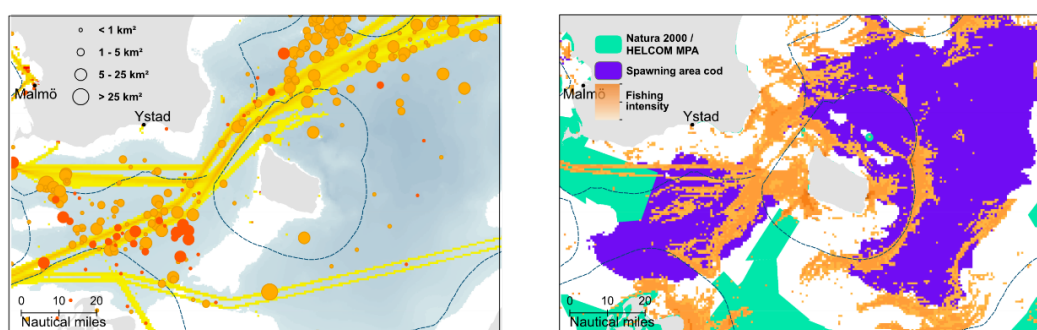 < 1 km²
1 - 5 km²
5 - 25 km²
> 25 km²
Malmö
Ystad
0 10 20
Nautical miles
Natura 2000 /
HELCOM MPA
Spawning area cod
Fishing
intensity
Malmö
Ystad
0 10 20
Nautical miles